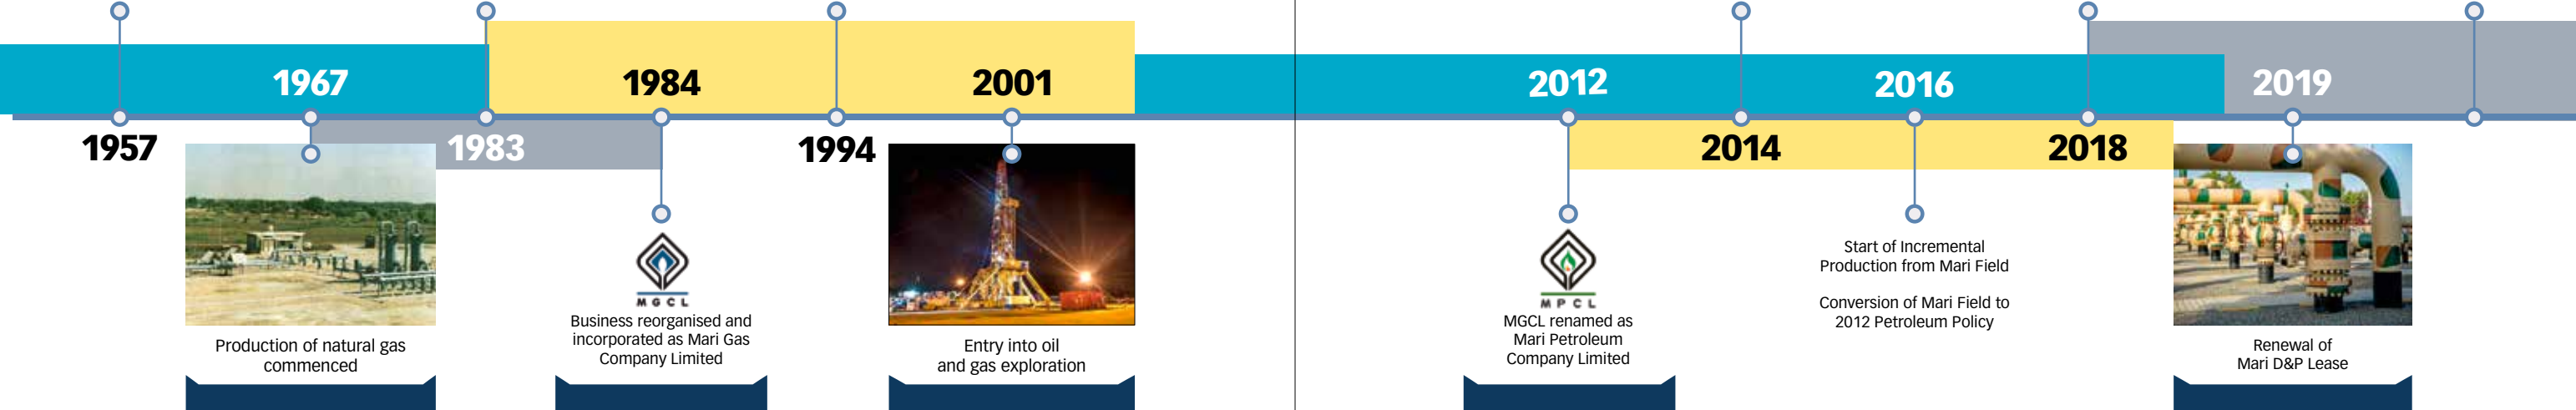 1957
1967
Production of natural gas
commenced
1983
1984
MGCL
Business reorganised and
incorporated as Mari Gas
Company Limited
1994
2001
Entry into oil
and gas exploration
2012
MPCL
MGCL renamed as
Mari Petroleum
Company Limited
2014
2016
Start of Incremental
Production from Mari Field
Conversion of Mari Field to
2012 Petroleum Policy
2018
2019
Renewal of
Mari D&P Lease